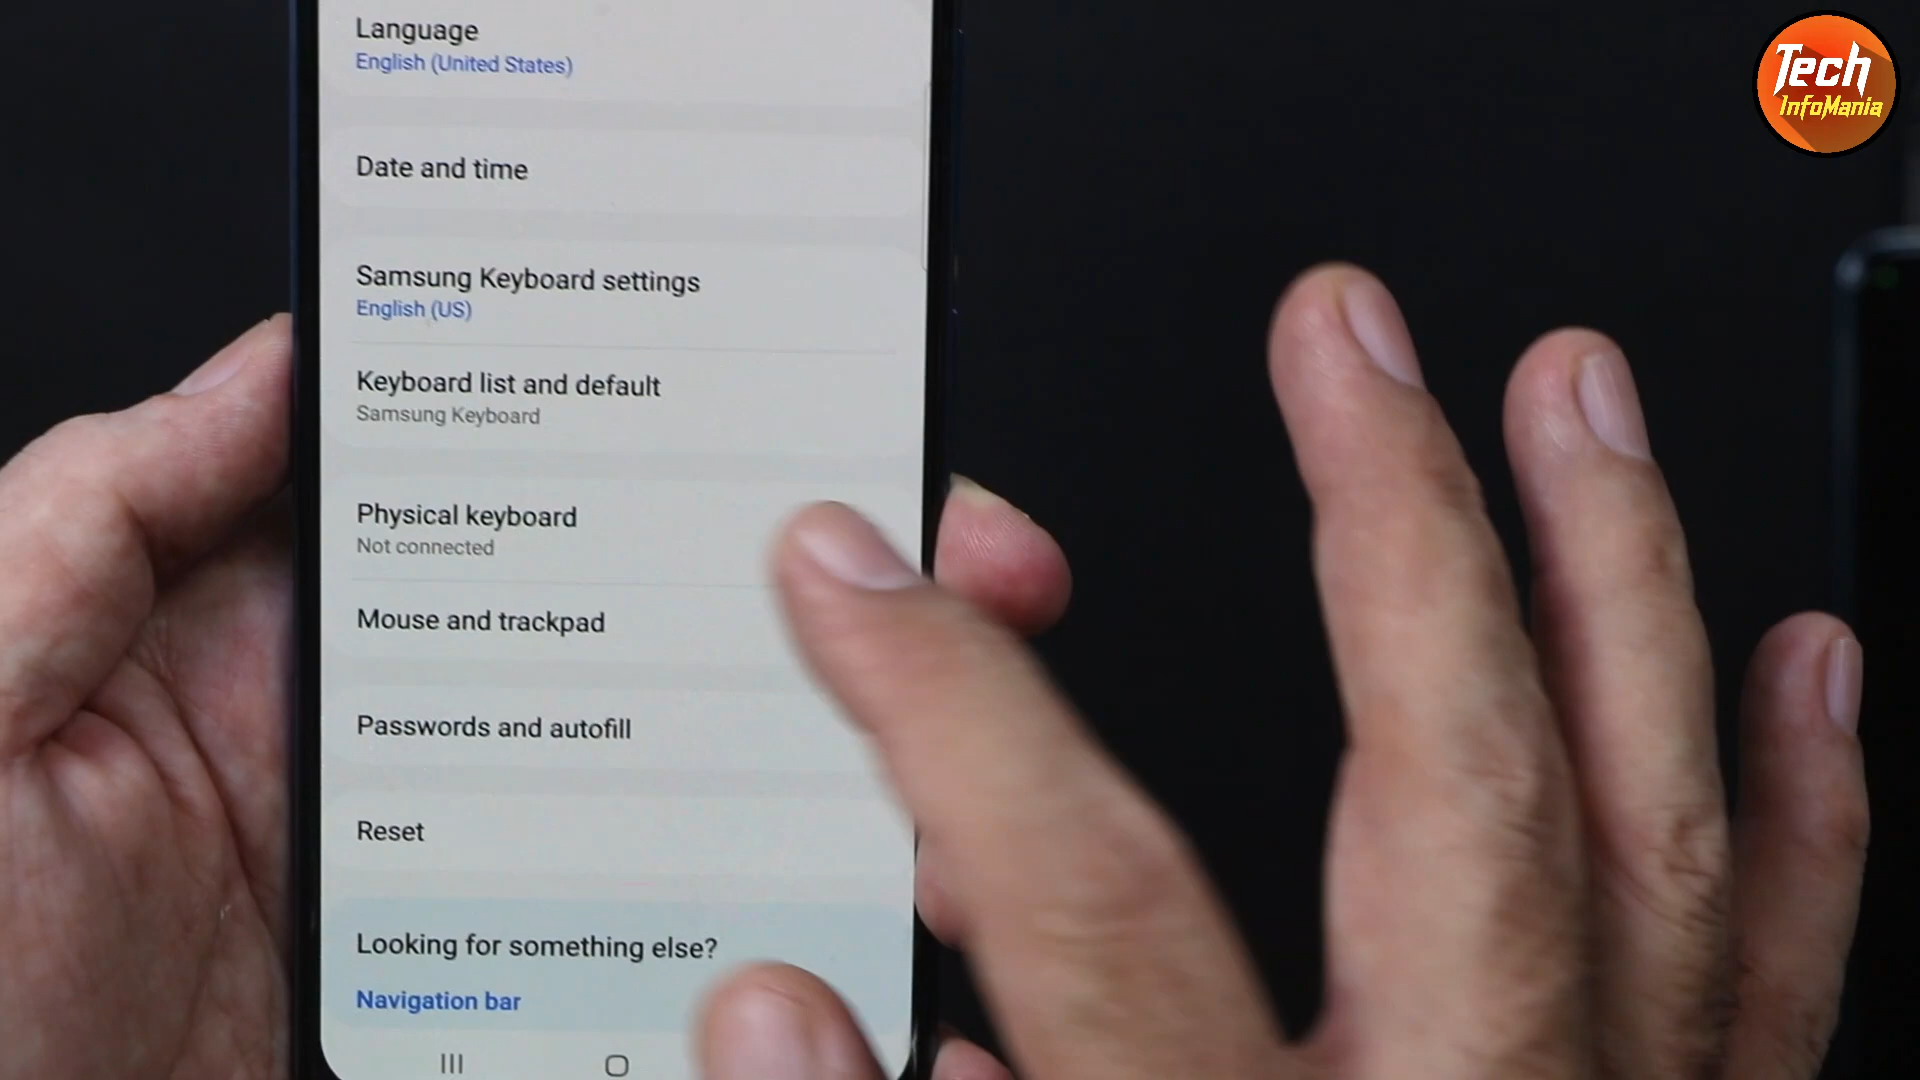 Language
English (United States)
Date and time
Samsung Keyboard settings
English (US)
Keyboard list and default
Samsung Keyboard
Physical keyboard
Not connected
Mouse and trackpad
Passwords and autofill
Reset
Looking for something else?
Navigation bar
Tech
InfoMania